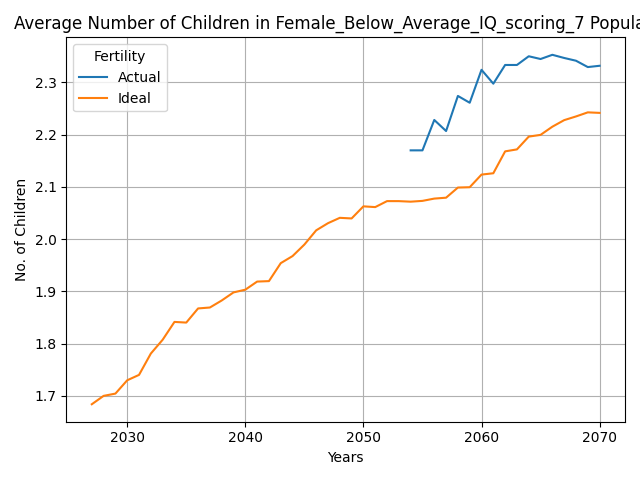 Average Number of Children in Female_Below_Average_IQ_scoring_7 Popula
Fertility
Actual
Ideal
No. of Children
2.3
2.2
2.1
2.0
1.9
1.8
1.7
2030 2040 2050 2060 2070
Years